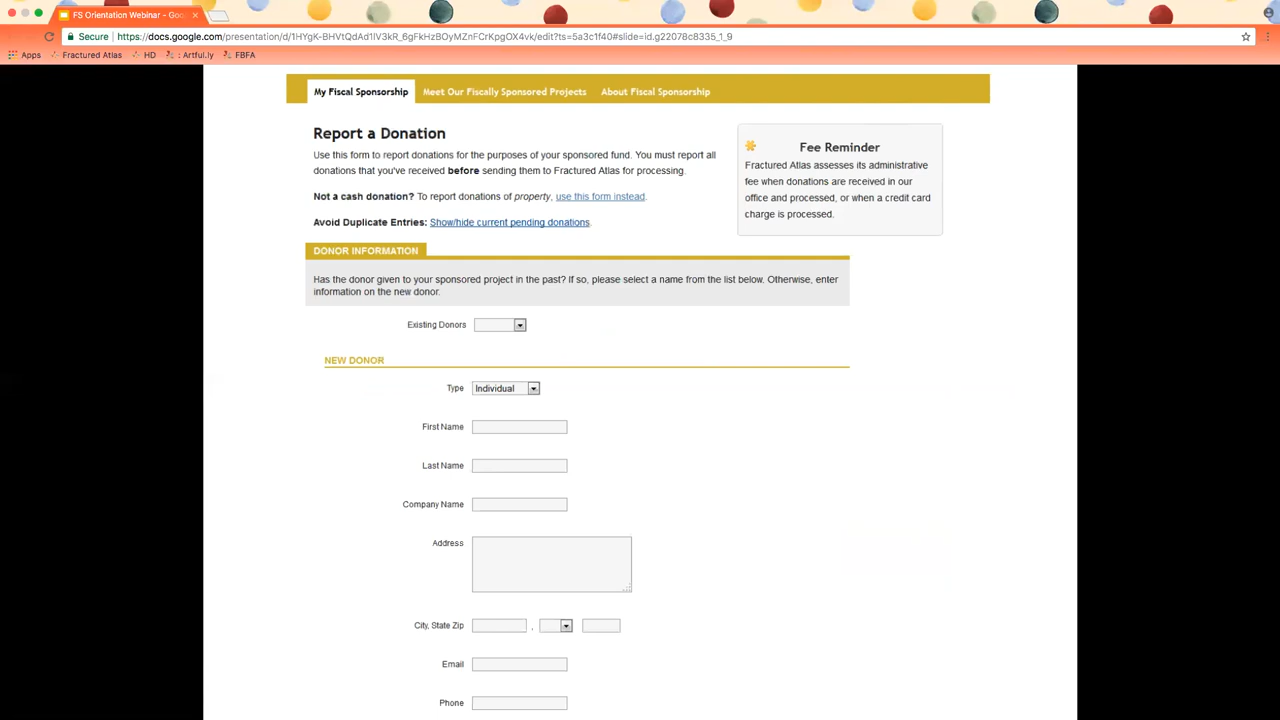 FS Orientation Webinar - Goo
Secure https://docs.google.com/presentation/d/1HYgK-BHVtQdAd1lV3kR_6gFkHzBOyMZnFCrKpgOX4vk/edit?ts=5a3c1f40#slide=id.g22078c8335_1_9
Apps Fractured Atlas HD : Artful.ly FBFA
My Fiscal Sponsorship Meet Our Fiscally Sponsored Projects About Fiscal Sponsorship
Report a Donation
Use this form to report donations for the purposes of your sponsored fund. You must report all
donations that you've received before sending them to Fractured Atlas for processing.
Not a cash donation? To report donations of property, use this form instead.
Avoid Duplicate Entries: Show/hide current pending donations.
Fee Reminder
Fractured Atlas assesses its administrative
fee when donations are received in our
office and processed, or when a credit card
charge is processed.
DONOR INFORMATION
Has the donor given to your sponsored project in the past? If so, please select a name from the list below. Otherwise, enter
information on the new donor.
Existing Donors
NEW DONOR
Type Individual
First Name
Last Name
Company Name
Address
City, State Zip ,
Email
Phone